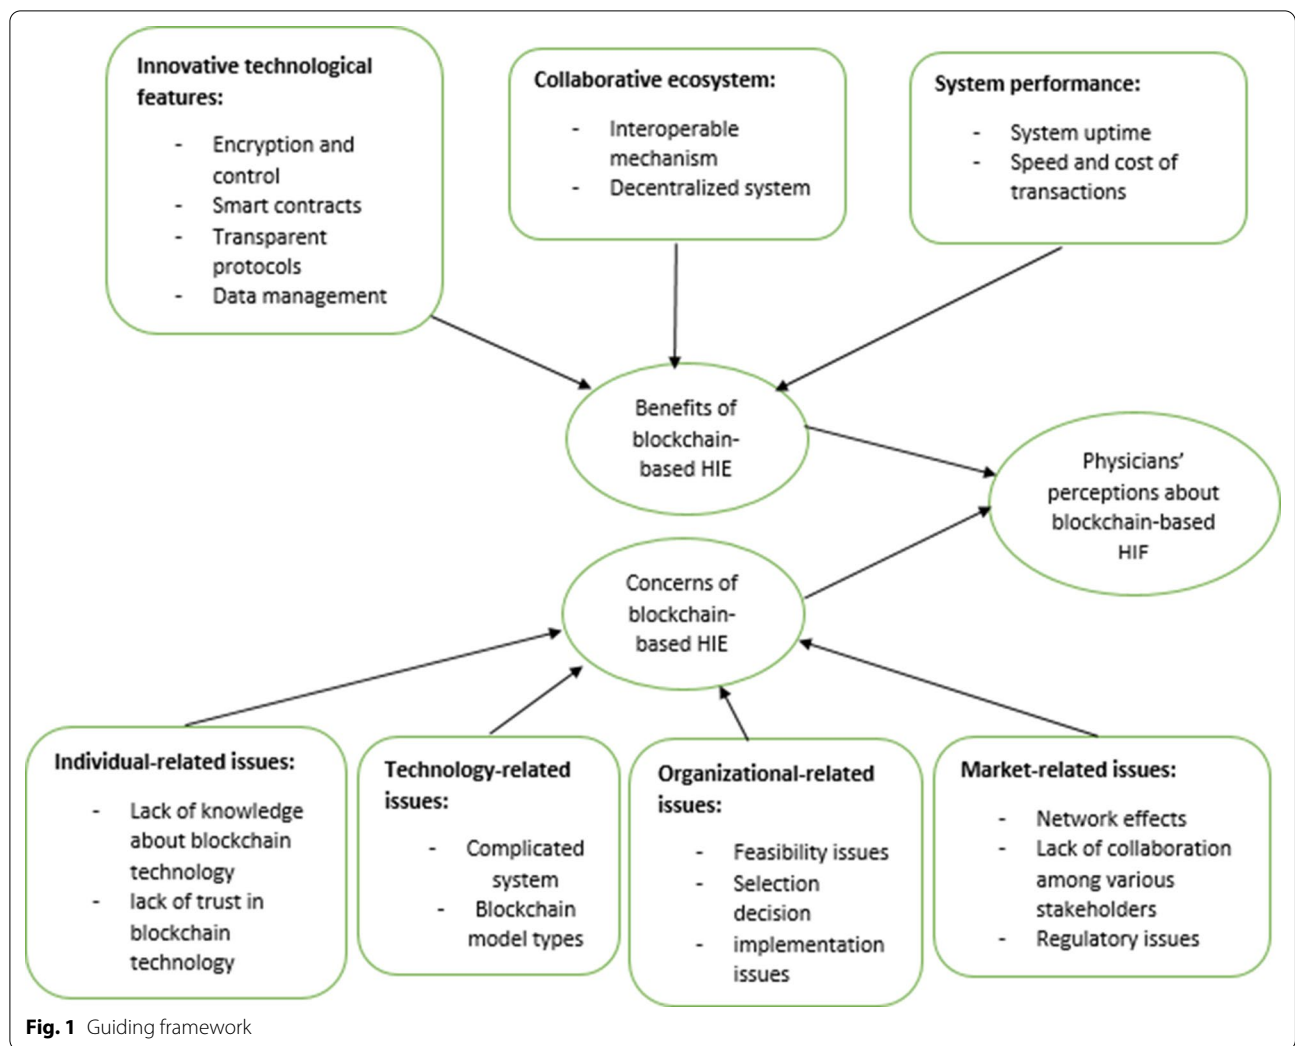 Innovative technological
features:
- Encryption and
control
- Smart contracts
- Transparent
protocols
- Data management
Collaborative ecosystem:
- Interoperable
mechanism
- Decentralized system
System performance:
- System uptime
- Speed and cost of
transactions
Benefits of
blockchain-
based HIE
Physicians'
perceptions about
blockchain-based
HIF
Concerns of
blockchain-
based HIE
Individual-related issues:
- Lack of knowledge
about blockchain
technology
- lack of trust in
blockchain
technology
Technology-related
issues:
- Complicated
system
- Blockchain
model types
Organizational-related
issues:
- Feasibility issues
- Selection
decision
- implementation
issues
Market-related issues:
- Network effects
- Lack of collaboration
among various
stakeholders
- Regulatory issues
Fig. 1 Guiding framework